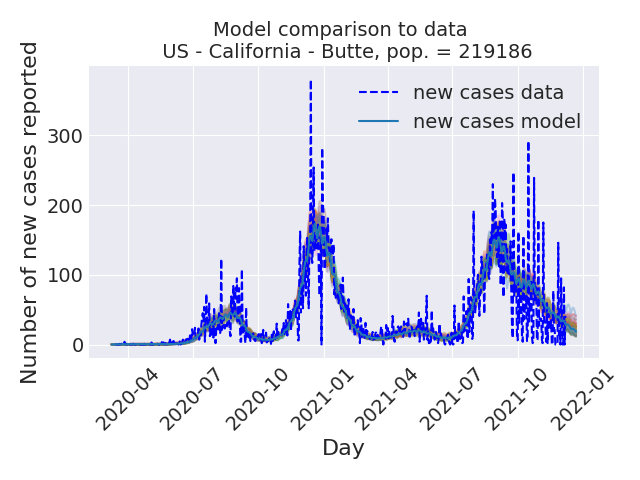 Model comparison to data
US - California - Butte, pop. = 219186
Number of new cases reported
new cases data
new cases model
300
200
100
0
2020-04
2020-07
2020-10
2021-01
2021-04
2021-07
2021-10
2022-01
Day